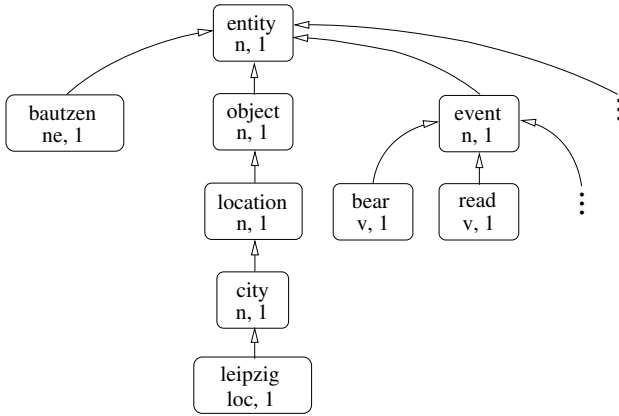 entity
n, 1
bautzen
ne, 1
object
n, 1
event
n, 1
location
n, 1
bear
v, 1
read
v, 1
city
n, 1
leipzig
loc, 1